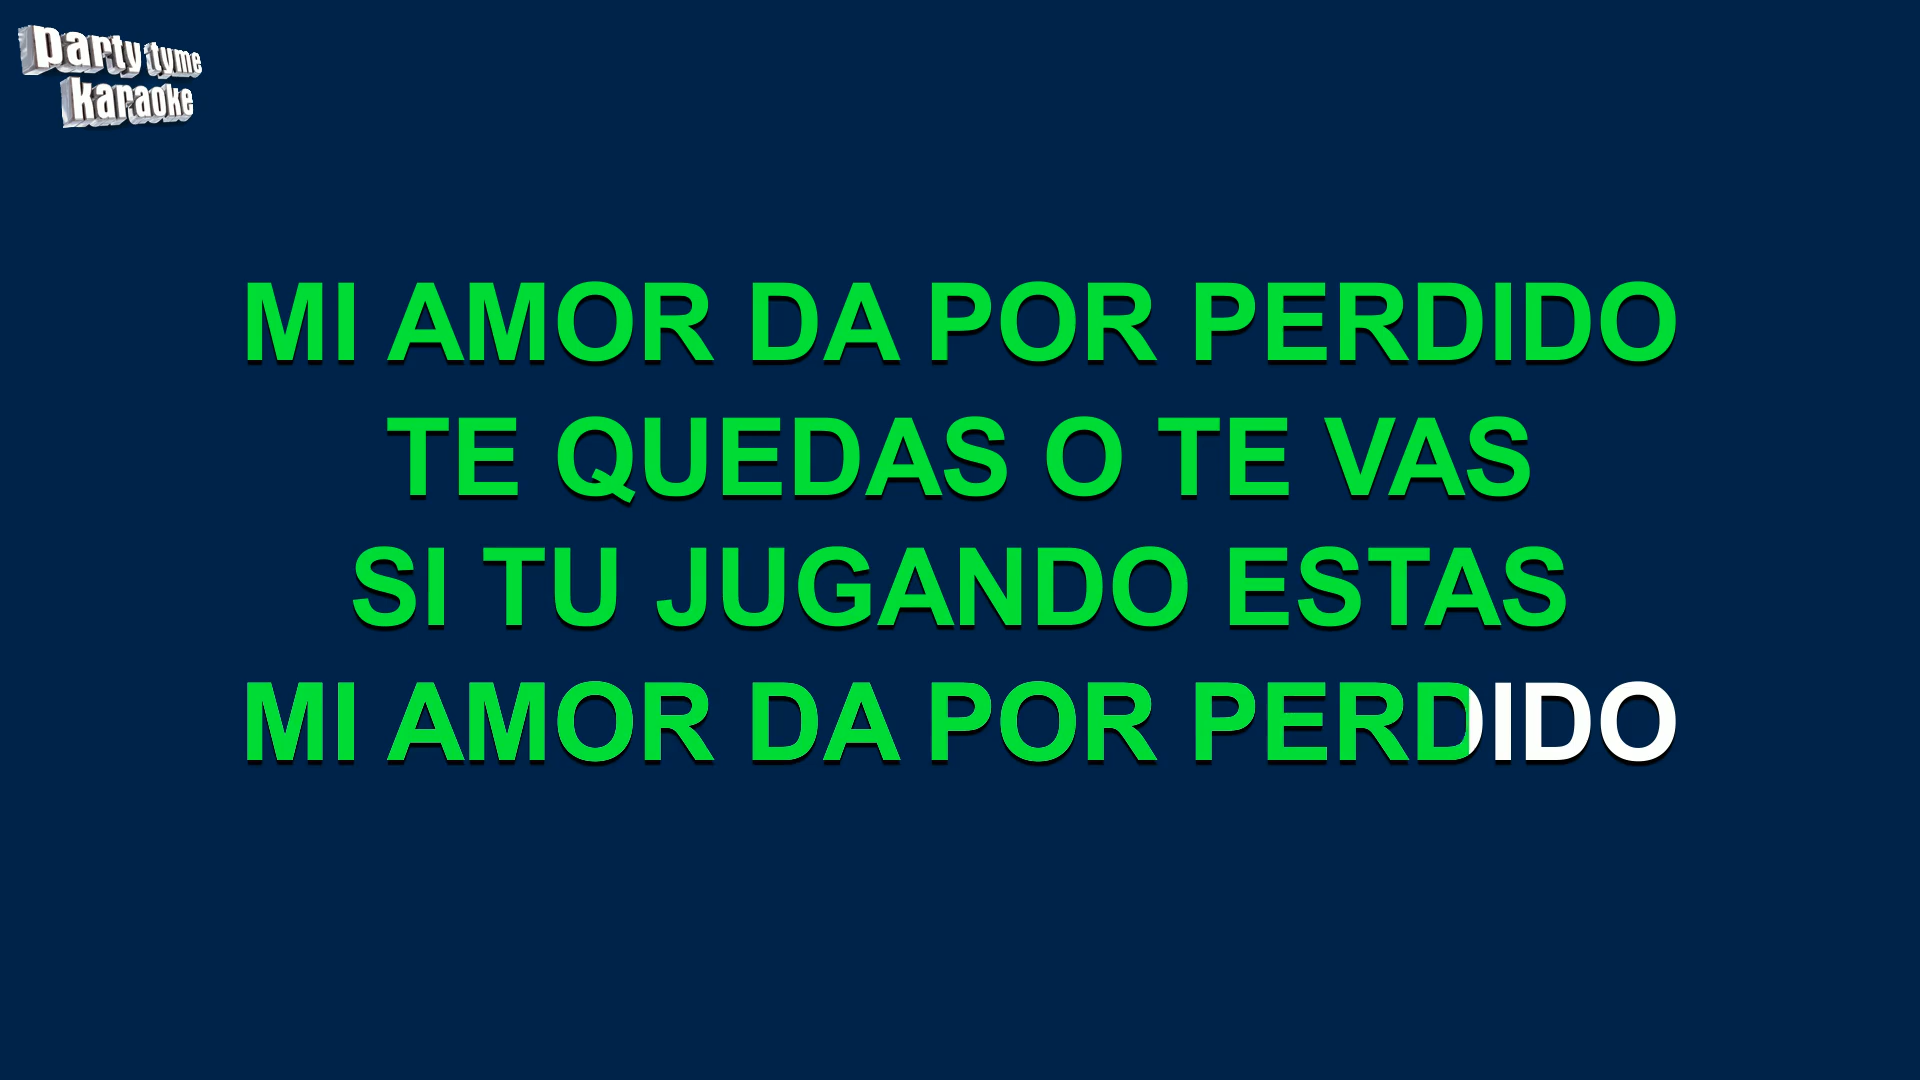 party tyme
karaoke
MI AMOR DA POR PERDIDO
TE QUEDAS O TE VAS
SI TU JUGANDO ESTAS
MI AMOR DA POR PERDIDO